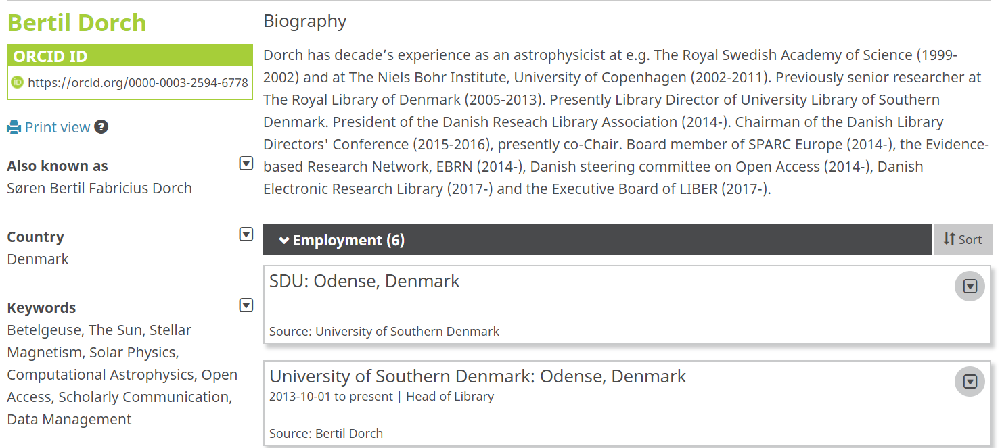 Bertil Dorch
ORCID ID
iD https://orcid.org/0000-0003-2594-6778
Print view ?
Also known as
Søren Bertil Fabricius Dorch
Country
Denmark
Keywords
Betelgeuse, The Sun, Stellar
Magnetism, Solar Physics,
Computational Astrophysics, Open
Access, Scholarly Communication,
Data Management
Biography
Dorch has decade’s experience as an astrophysicist at e.g. The Royal Swedish Academy of Science (1999-
2002) and at The Niels Bohr Institute, University of Copenhagen (2002-2011). Previously senior researcher at
The Royal Library of Denmark (2005-2013). Presently Library Director of University Library of Southern
Denmark. President of the Danish Reseach Library Association (2014-). Chairman of the Danish Library
Directors' Conference (2015-2016), presently co-Chair. Board member of SPARC Europe (2014-), the Evidence-
based Research Network, EBRN (2014-), Danish steering committee on Open Access (2014-), Danish
Electronic Research Library (2017-) and the Executive Board of LIBER (2017-).
Employment (6)
Sort
SDU: Odense, Denmark
Source: University of Southern Denmark
University of Southern Denmark: Odense, Denmark
2013-10-01 to present | Head of Library
Source: Bertil Dorch